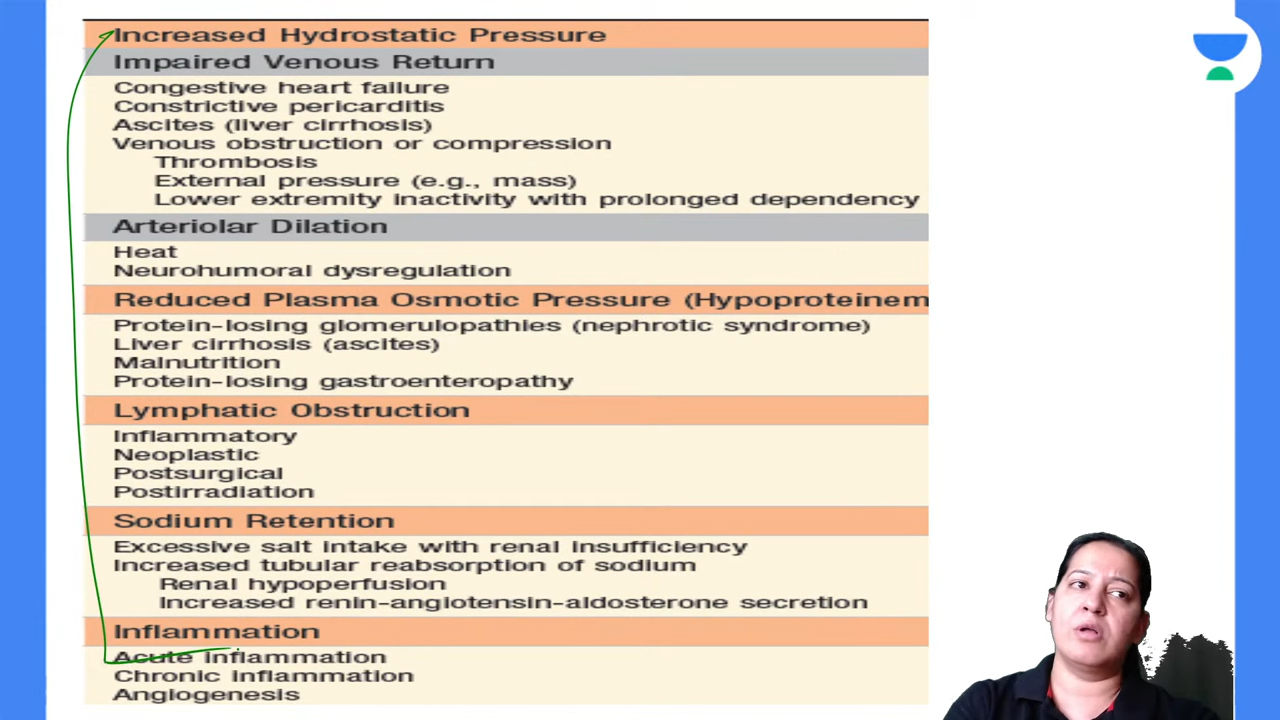 Increased Hydrostatic Pressure
Impaired Venous Return
Congestive heart failure
Constrictive pericarditis
Ascites (liver cirrhosis)
Venous obstruction or compression
Thrombosis
External pressure (e.g., mass)
Lower extremity inactivity with prolonged dependency
Arteriolar Dilation
Heat
Neurohumoral dysregulation
Reduced Plasma Osmotic Pressure (Hypoproteinem
Protein-losing glomerulopathies (nephrotic syndrome)
Liver cirrhosis (ascites)
Malnutrition
Protein-losing gastroenteropathy
Lymphatic Obstruction
Inflammatory
Neoplastic
Postsurgical
Postirradiation
Sodium Retention
Excessive salt intake with renal insufficiency
Increased tubular reabsorption of sodium
Renal hypoperfusion
Increased renin-angiotensin-aldosterone secretion
Inflammation
Acute inflammation
Chronic inflammation
Angiogenesis